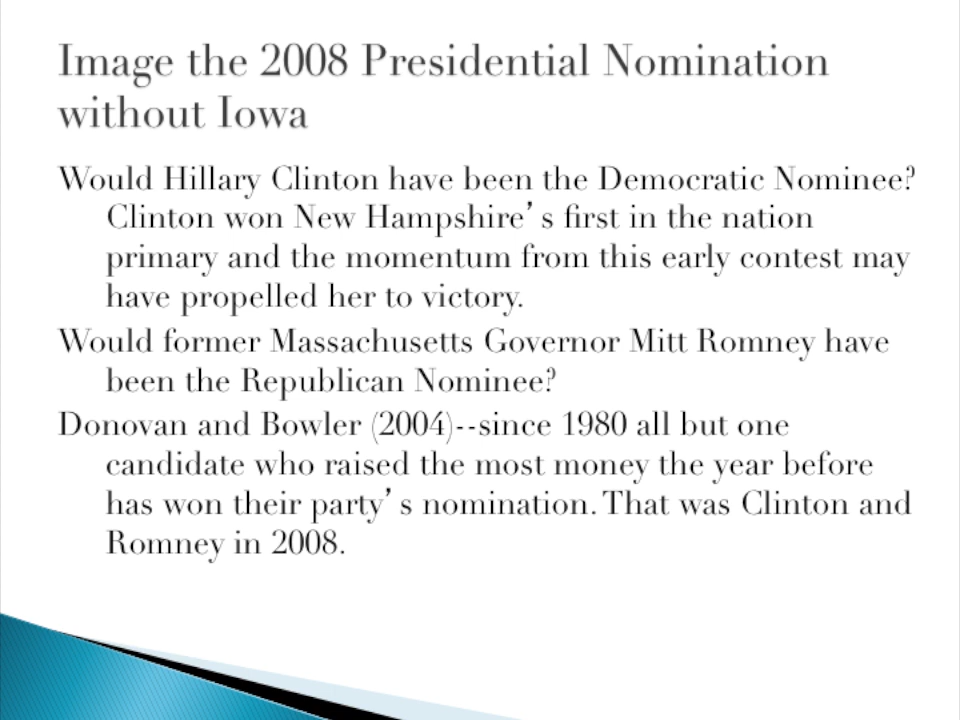 Image the 2008 Presidential Nomination
without Iowa
Would Hillary Clinton have been the Democratic Nominee?
Clinton won New Hampshire’s first in the nation
primary and the momentum from this early contest may
have propelled her to victory.
Would former Massachusetts Governor Mitt Romney have
been the Republican Nominee?
Donovan and Bowler (2004)--since 1980 all but one
candidate who raised the most money the year before
has won their party’s nomination. That was Clinton and
Romney in 2008.